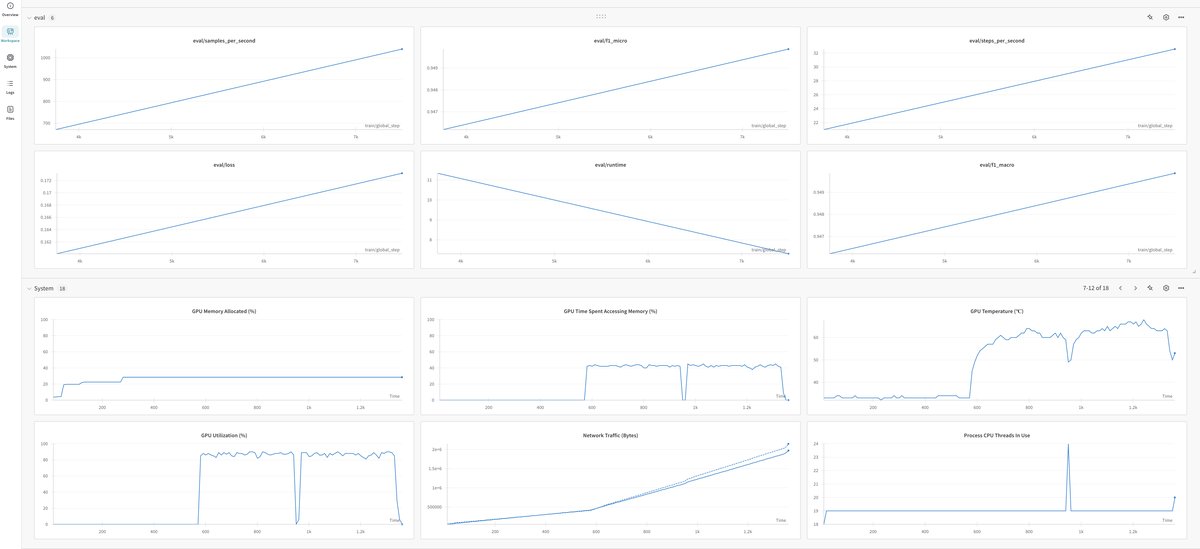 Overview
Workspace
System
Logs
Files
eval 6
eval/samples_per_second
1000
900
800
700
4k 5k 6k 7k
train/global_step
eval/f1_micro
0.949
0.948
0.947
4k 5k 6k 7k
train/global_step
eval/steps_per_second
32
30
28
26
24
22
4k 5k 6k 7k
train/global_step
eval/loss
0.172
0.17
0.168
0.166
0.164
0.162
4k 5k 6k 7k
train/global_step
eval/runtime
11
10
9
8
4k 5k 6k 7k
train/global_step
eval/f1_macro
0.949
0.948
0.947
4k 5k 6k 7k
train/global_step
System 18
7-12 of 18
GPU Memory Allocated (%)
100
80
60
40
20
0
200 400 600 800 1k 1.2k
Time
GPU Time Spent Accessing Memory (%)
100
80
60
40
20
0
200 400 600 800 1k 1.2k
Time
GPU Temperature (℃)
60
50
40
200 400 600 800 1k 1.2k
Time
GPU Utilization (%)
100
80
60
40
20
0
200 400 600 800 1k 1.2k
Time
Network Traffic (Bytes)
2e+6
1.5e+6
1e+6
500000
200 400 600 800 1k 1.2k
Time
Process CPU Threads In Use
24
23
22
21
20
19
18
200 400 600 800 1k 1.2k
Time